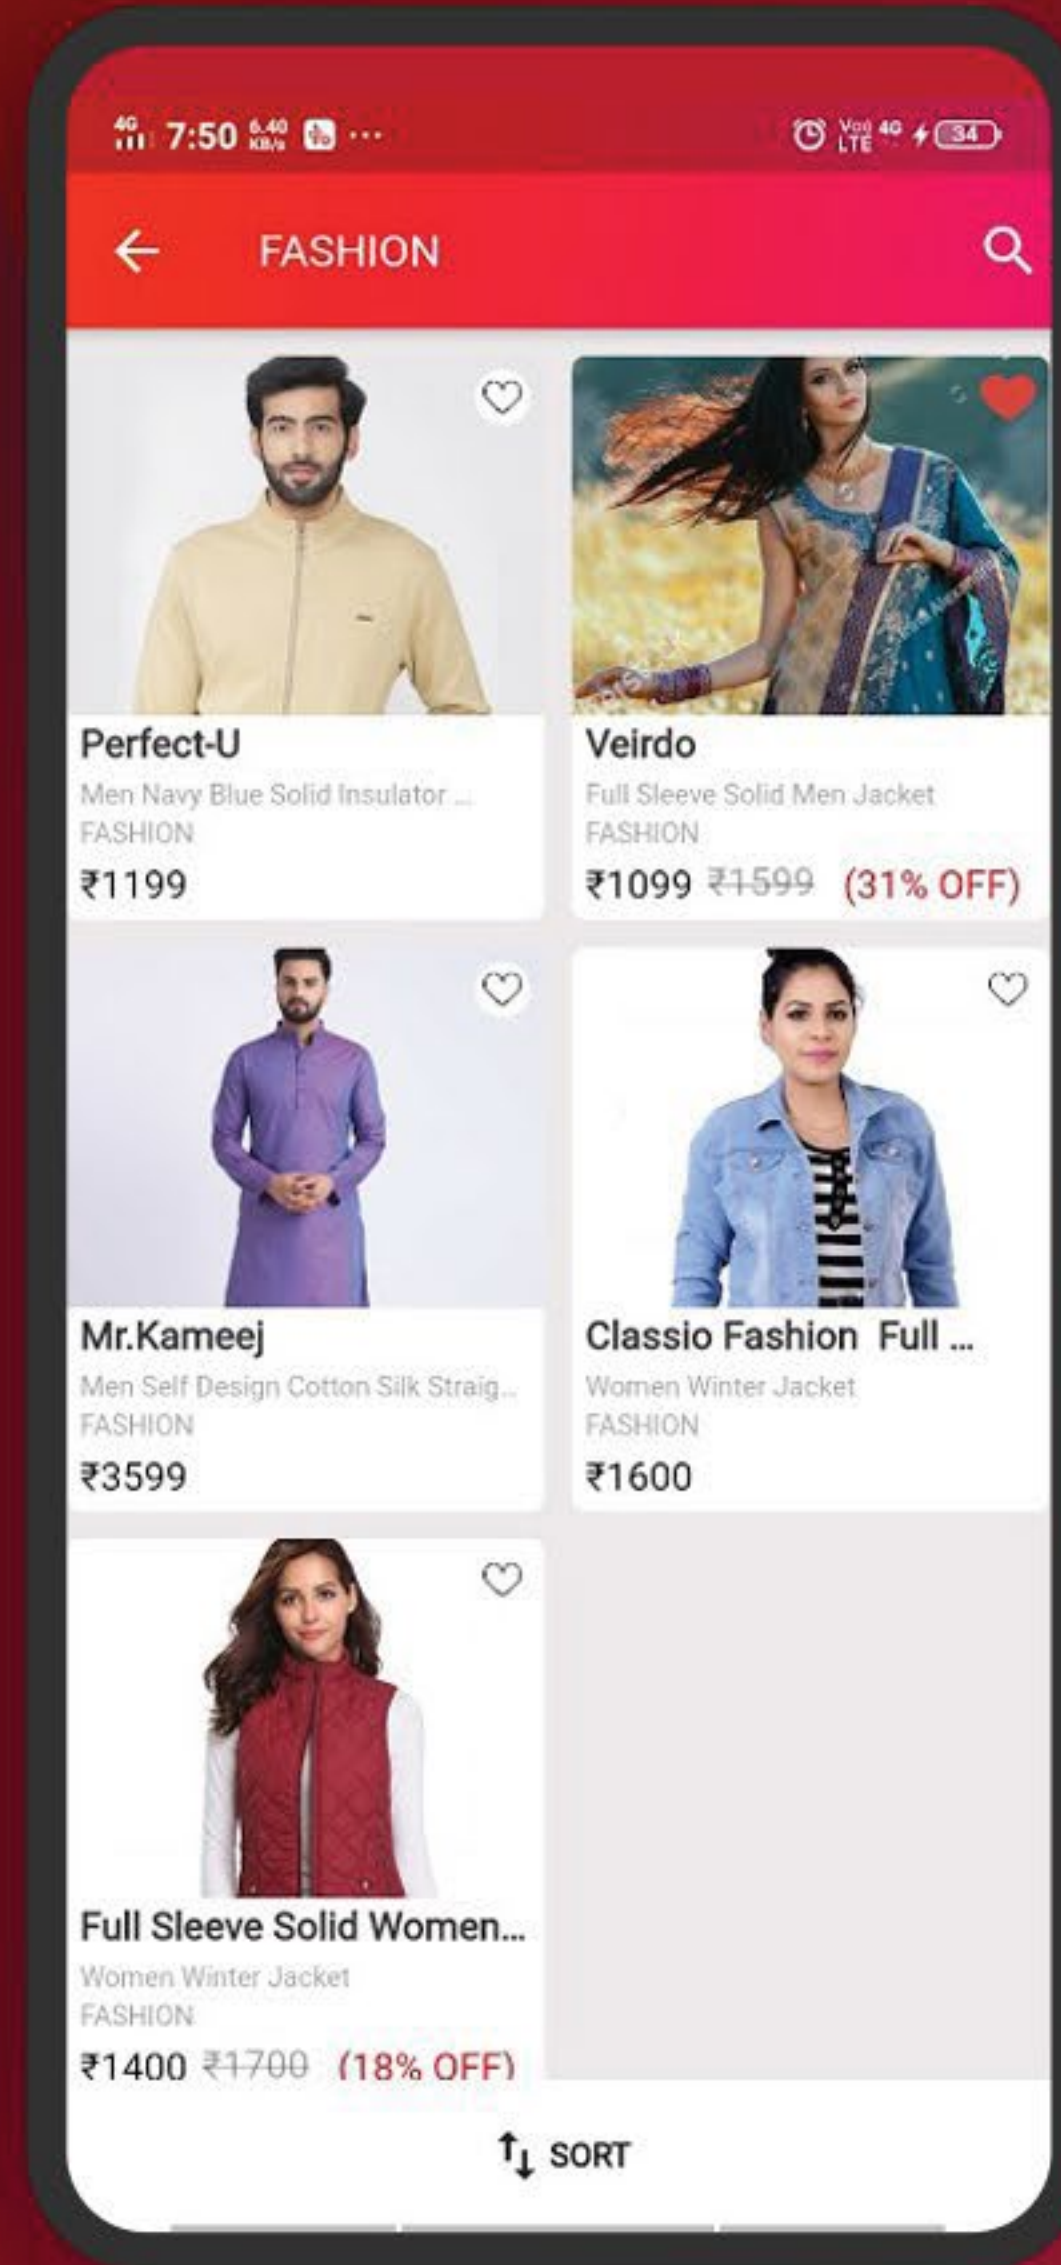 4G 7:50 6.40 KB/s ... VoLTE 4G 34
FASHION
Perfect-U
Men Navy Blue Solid Insulator ...
FASHION
₹1199
Veirdo
Full Sleeve Solid Men Jacket
FASHION
₹1099 ₹1599 (31% OFF)
Mr.Kameej
Men Self Design Cotton Silk Straig...
FASHION
₹3599
Classio Fashion Full ...
Women Winter Jacket
FASHION
₹1600
Full Sleeve Solid Women...
Women Winter Jacket
FASHION
₹1400 ₹1700 (18% OFF)
SORT